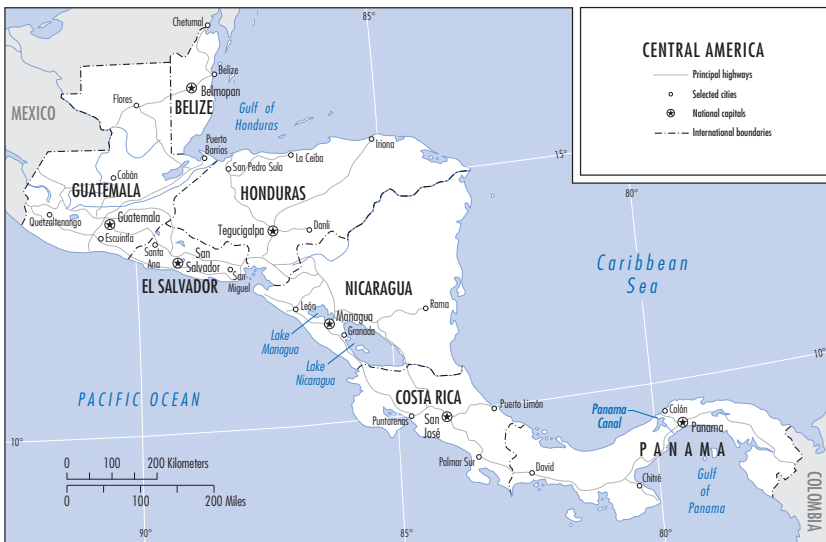 Chetumal
85°
CENTRAL AMERICA
Principal highways
Selected cities
National capitals
International boundaries
MEXICO
Belize
Belmopan
BELIZE
Flores
Gulf of
Honduras
Puerto
Barrios
Iriona
La Ceiba
San Pedro Sula
15°
80°
Cobán
GUATEMALA
HONDURAS
Quetzaltenango
Guatemala
Escuintla
Tegucigalpa
Danlí
Santa
Ana
San
Salvador
San
Miguel
EL SALVADOR
NICARAGUA
Caribbean
Sea
León
Managua
Rama
Granada
Lake
Managua
Lake
Nicaragua
10°
PACIFIC OCEAN
COSTA RICA
Puerto Limón
Puntarenas
San
José
Panama
Canal
Colón
Panama
PANAMA
10°
Palmar Sur
David
Chitré
Gulf
of
Panama
COLOMBIA
0 100 200 Kilometers
0 100 200 Miles
90°
85°
80°